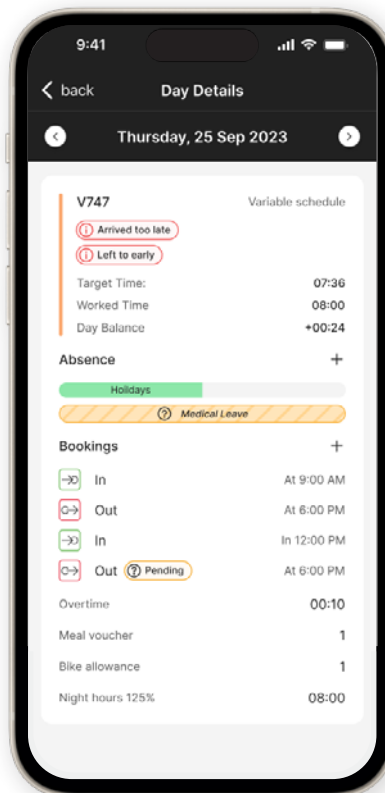 9:41
back Day Details
Thursday, 25 Sep 2023
V747 Variable schedule
Arrived too late
Left to early
Target Time: 07:36
Worked Time 08:00
Day Balance +00:24
Absence +
Holidays
Medical Leave
Bookings +
In At 9:00 AM
Out At 6:00 PM
In In 12:00 PM
Out Pending At 6:00 PM
Overtime 00:10
Meal voucher 1
Bike allowance 1
Night hours 125% 08:00